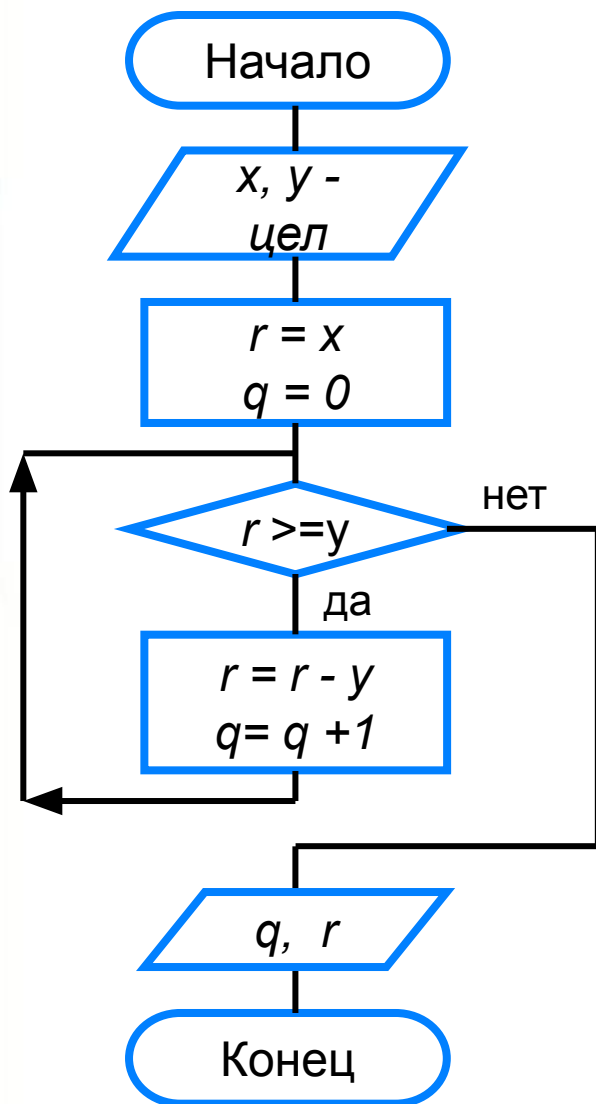 Начало
x, y -
цел
r = x
q = 0
r >=y
нет
да
r = r - y
q= q +1
q, r
Конец